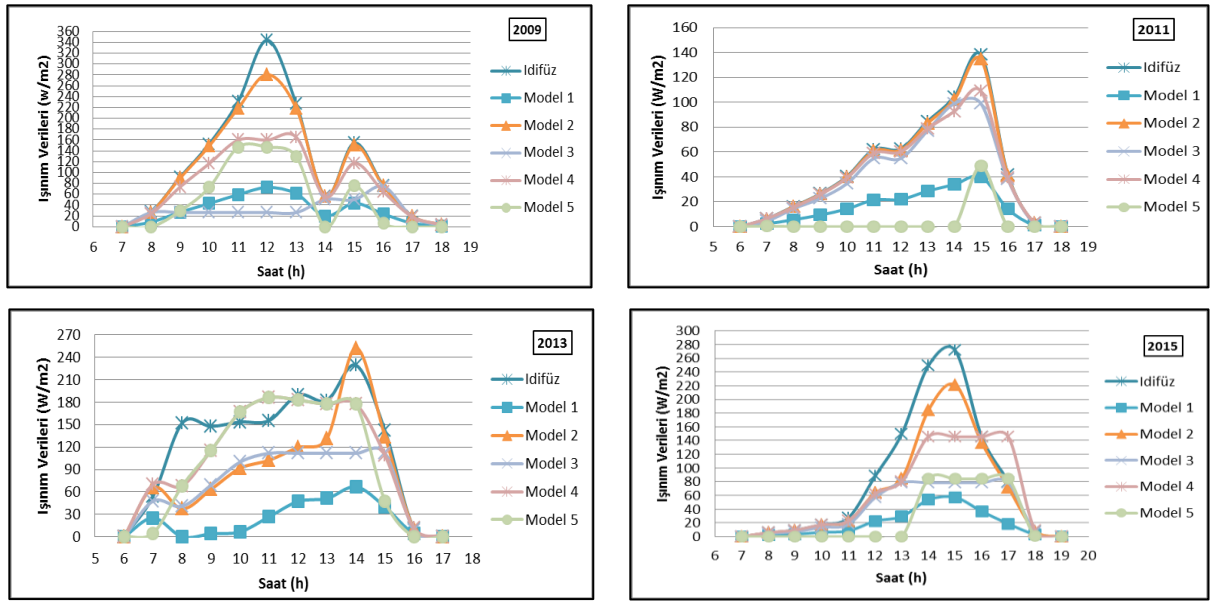 2009
Işınım Verileri (w/m2)
360
340
320
300
280
260
240
220
200
180
160
140
120
100
80
60
40
20
0
6 7 8 9 10 11 12 13 14 15 16 17 18 19
Saat (h)
Idifüz
Model 1
Model 2
Model 3
Model 4
Model 5
2011
Işınım Verileri (W/m2)
160
140
120
100
80
60
40
20
0
5 6 7 8 9 10 11 12 13 14 15 16 17 18 19
Saat (h)
Idifüz
Model 1
Model 2
Model 3
Model 4
Model 5
2013
Işınım Verileri (W/m2)
270
240
210
180
150
120
90
60
30
0
5 6 7 8 9 10 11 12 13 14 15 16 17 18
Saat (h)
Idifüz
Model 1
Model 2
Model 3
Model 4
Model 5
2015
Işınım Verileri (W/m2)
300
280
260
240
220
200
180
160
140
120
100
80
60
40
20
0
6 7 8 9 10 11 12 13 14 15 16 17 18 19 20
Saat (h)
Idifüz
Model 1
Model 2
Model 3
Model 4
Model 5